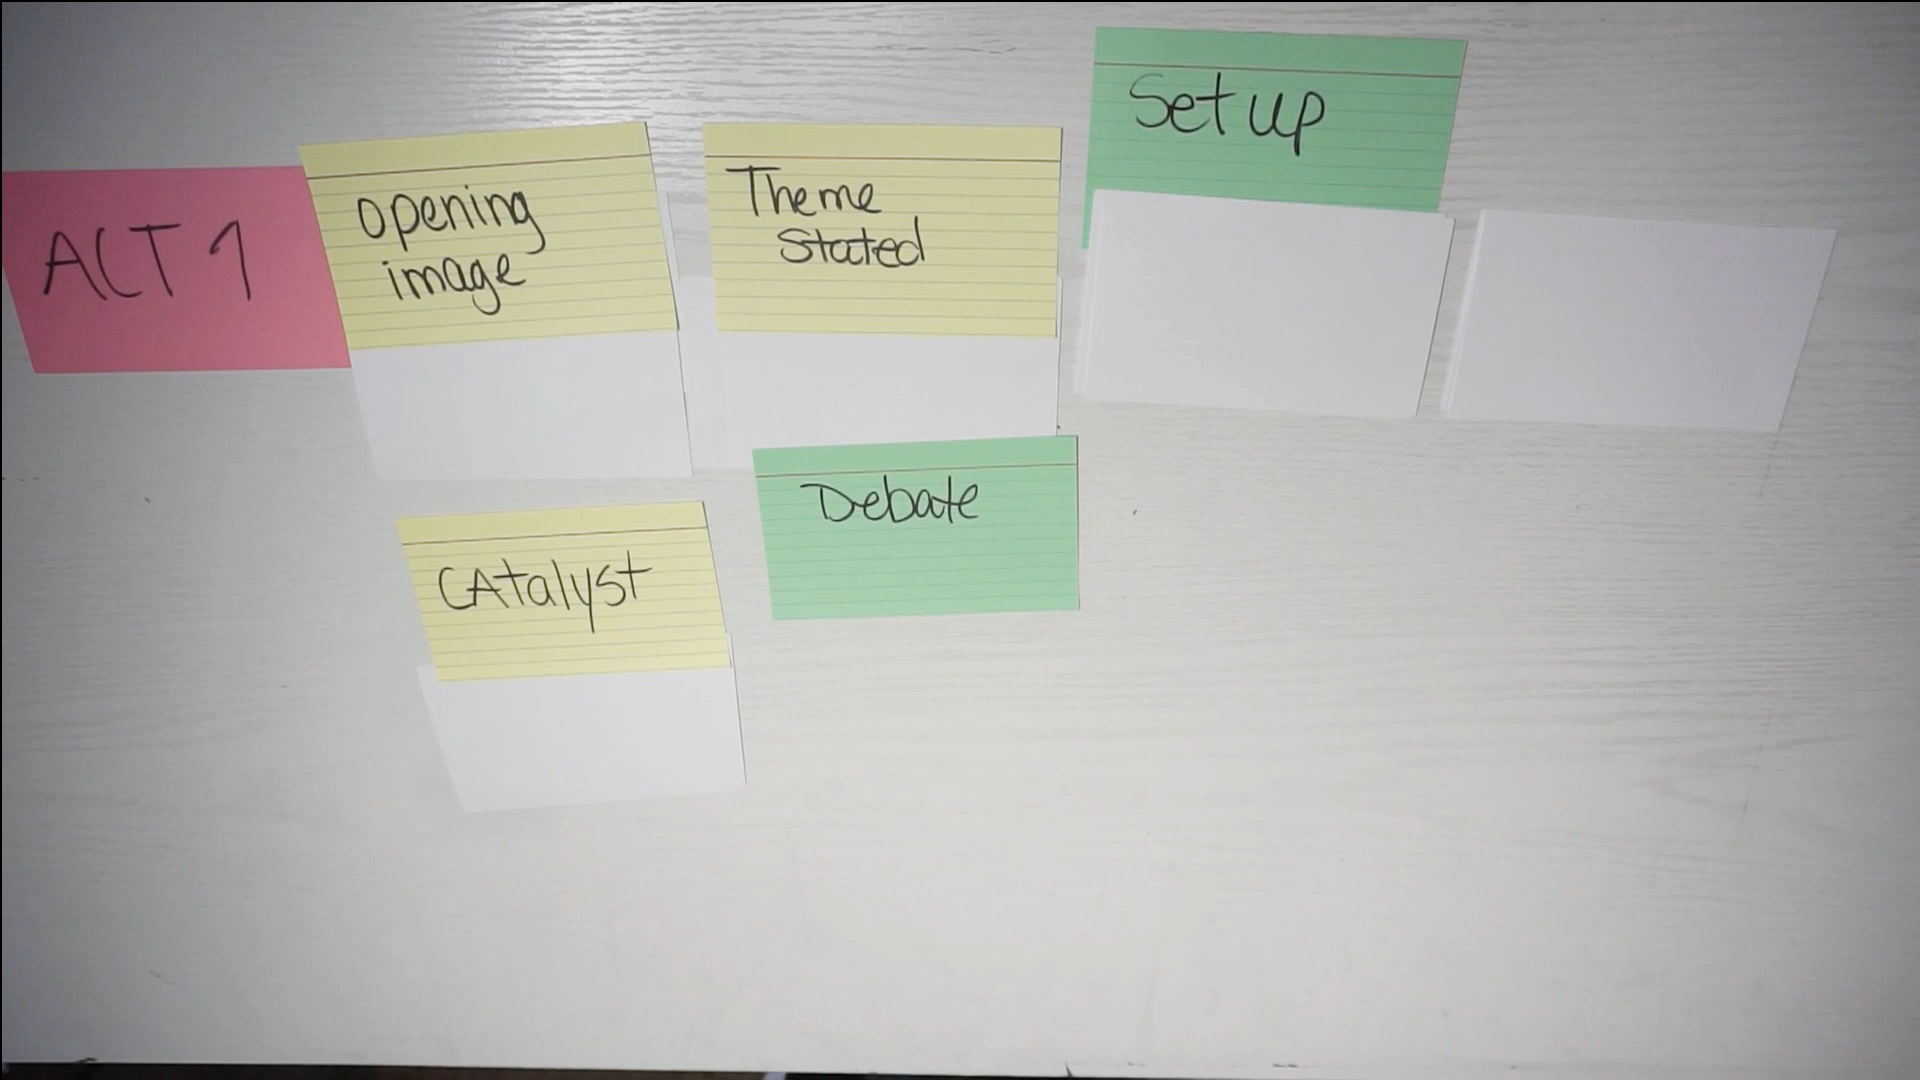 ACT 1
opening
image
Theme
Stated
Set up
CAtalyst
Debate